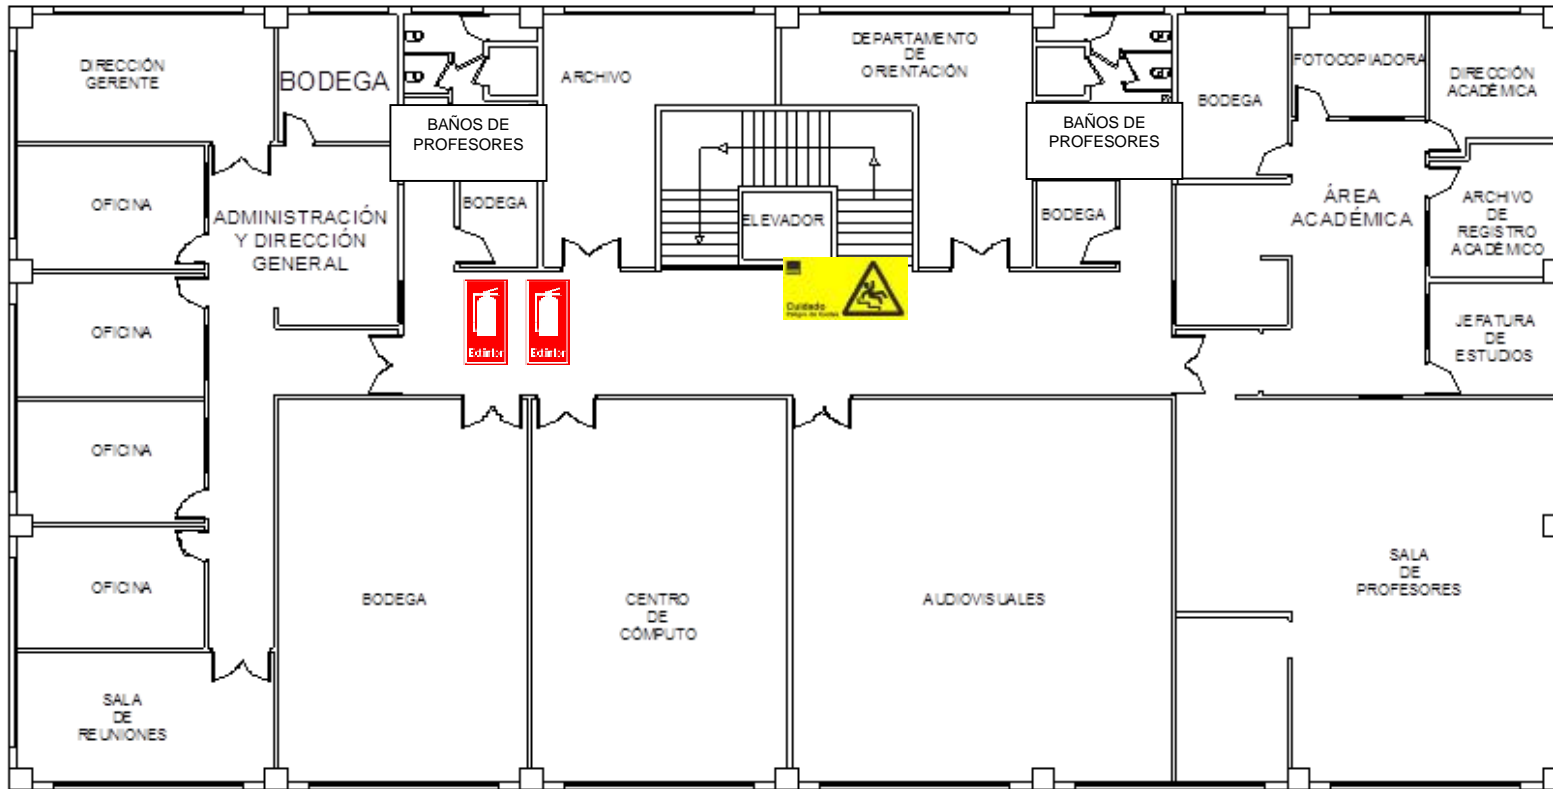 DIRECCIÓN
GERENTE
BODEGA
ARCHIVO
DEPARTAMENTO
DE
ORIENTACIÓN
BODEGA
FOTOCOPIADORA
DIRECCIÓN
ACADÉMICA
BAÑOS DE
PROFESORES
BAÑOS DE
PROFESORES
OFICINA
ADMINISTRACIÓN
Y DIRECCIÓN
GENERAL
BODEGA
ELEVADOR
BODEGA
ÁREA
ACADÉMICA
ARCHIVO
DE
REGISTRO
ACADÉMICO
Extintor
Extintor
Cuidado
OFICINA
JEFATURA
DE
ESTUDIOS
OFICINA
OFICINA
BODEGA
CENTRO
DE
CÓMPUTO
AUDIOVISUALES
SALA
DE
PROFESORES
SALA
DE
REUNIONES